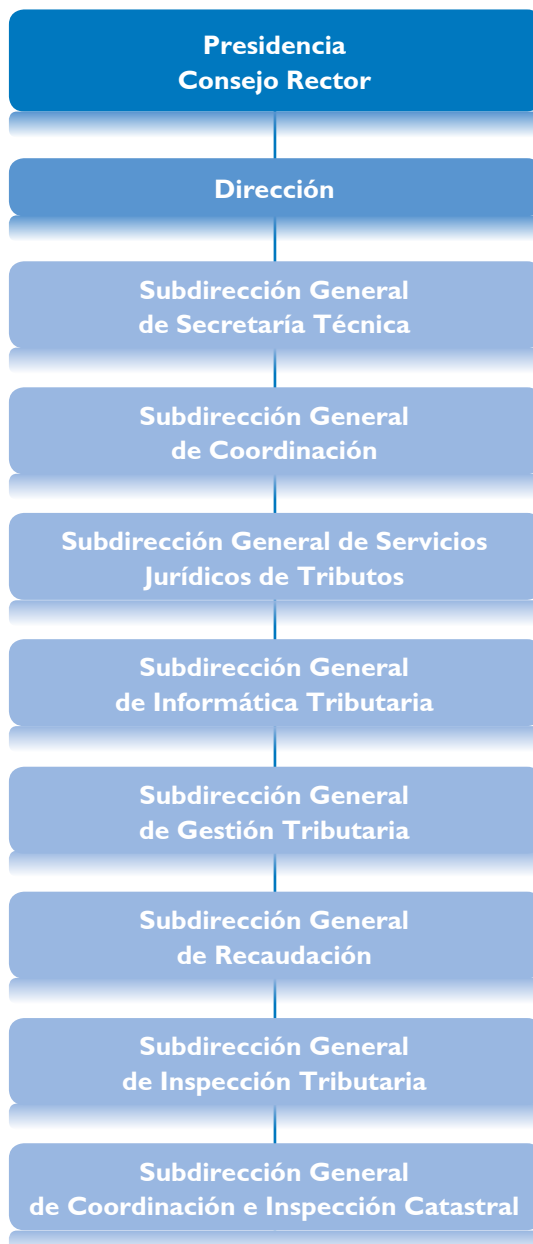 Presidencia
Consejo Rector
Dirección
Subdirección General
de Secretaría Técnica
Subdirección General
de Coordinación
Subdirección General de Servicios
Jurídicos de Tributos
Subdirección General
de Informática Tributaria
Subdirección General
de Gestión Tributaria
Subdirección General
de Recaudación
Subdirección General
de Inspección Tributaria
Subdirección General
de Coordinación e Inspección Catastral